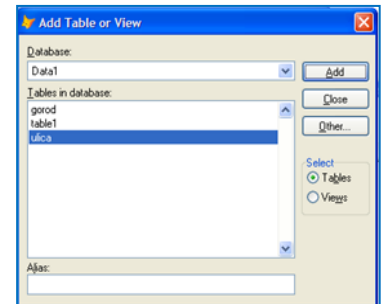 Add Table or View
Database:
Data1
Add
Tables in database:
Close
gorod
table1
Other...
ulica
Select
Tables
Views
Alias: